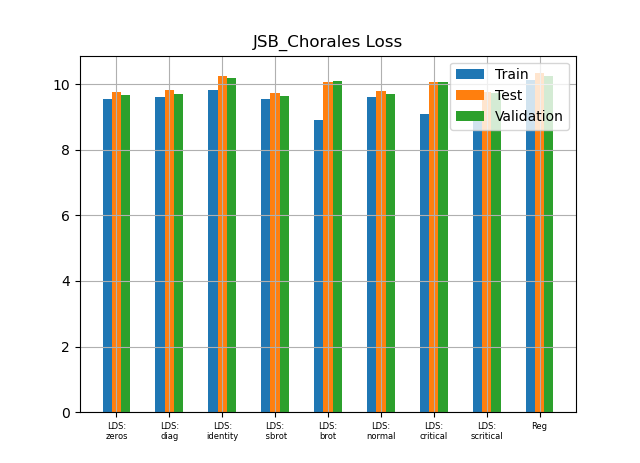 JSB_Chorales Loss
Train
Test
Validation
10
8
6
4
2
0
LDS: LDS: LDS: LDS: LDS: LDS: LDS: LDS: Reg
zeros diag identity sbrot brot normal critical scritical